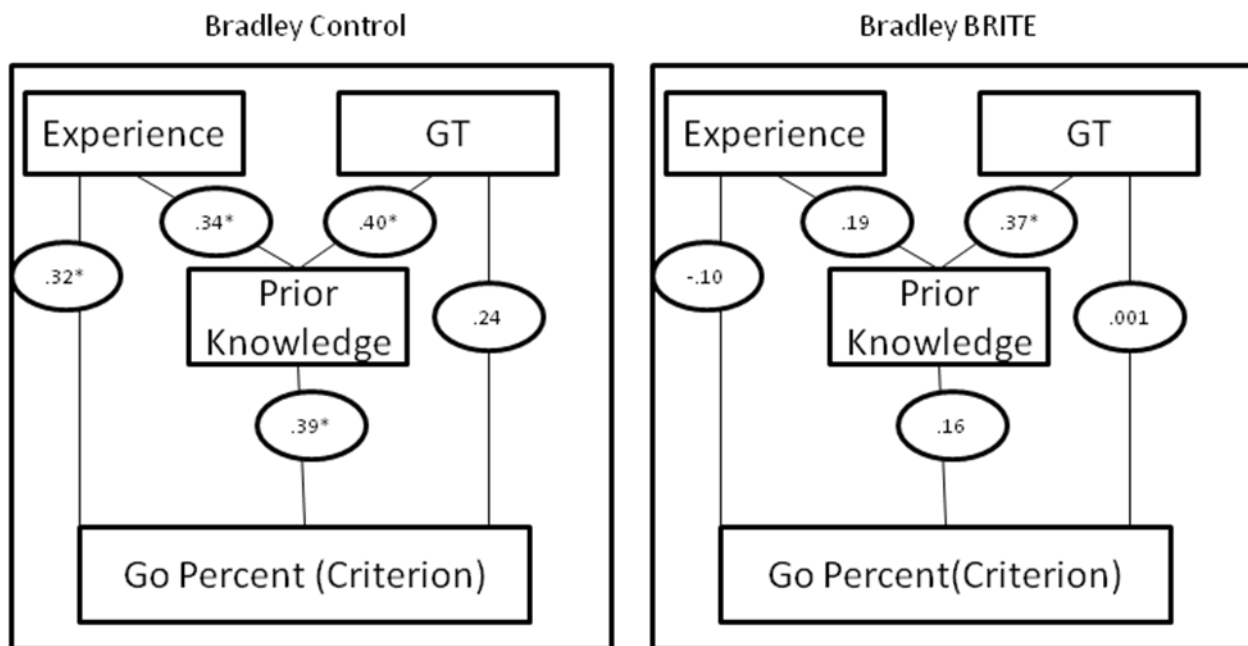 Bradley Control
Experience
GT
.34*
.40*
.32*
Prior
Knowledge
.24
.39*
Go Percent (Criterion)
Bradley BRITE
Experience
GT
.19
.37*
-.10
Prior
Knowledge
.001
.16
Go Percent(Criterion)